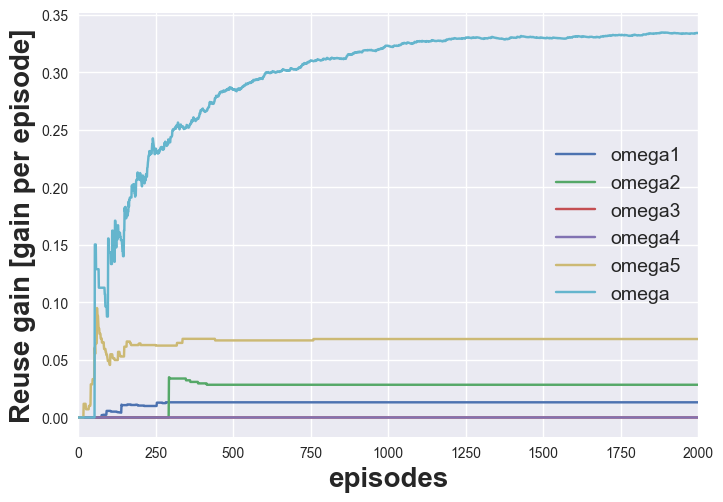 Reuse gain [gain per episode]
0.35
0.30
0.25
0.20
0.15
0.10
0.05
0.00
omega1
omega2
omega3
omega4
omega5
omega
0 250 500 750 1000 1250 1500 1750 2000
episodes